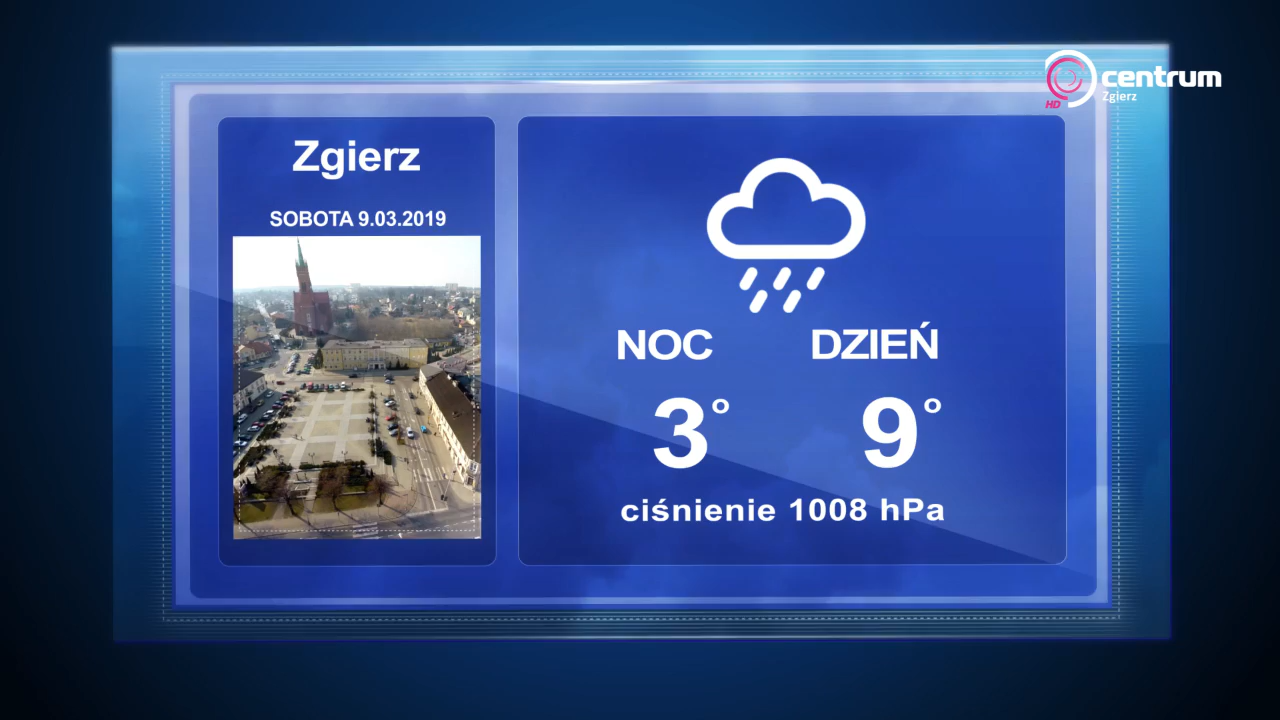 centrum
Zgierz
HD
Zgierz
SOBOTA 9.03.2019
NOC DZIEŃ
3° 9°
ciśnienie 1008 hPa